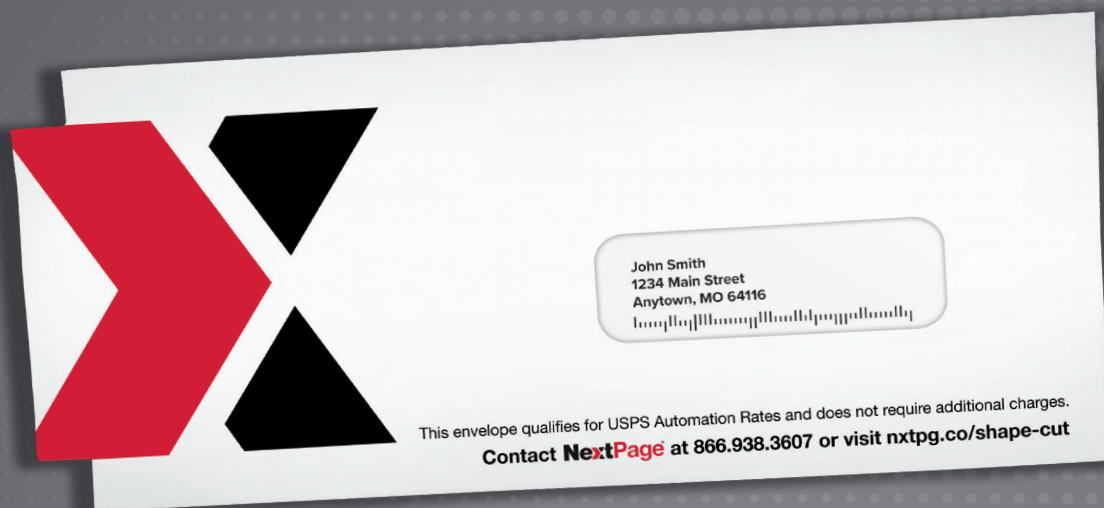 John Smith
1234 Main Street
Anytown, MO 64116
This envelope qualifies for USPS Automation Rates and does not require additional charges.
Contact NextPage at 866.938.3607 or visit nxtpg.co/shape-cut